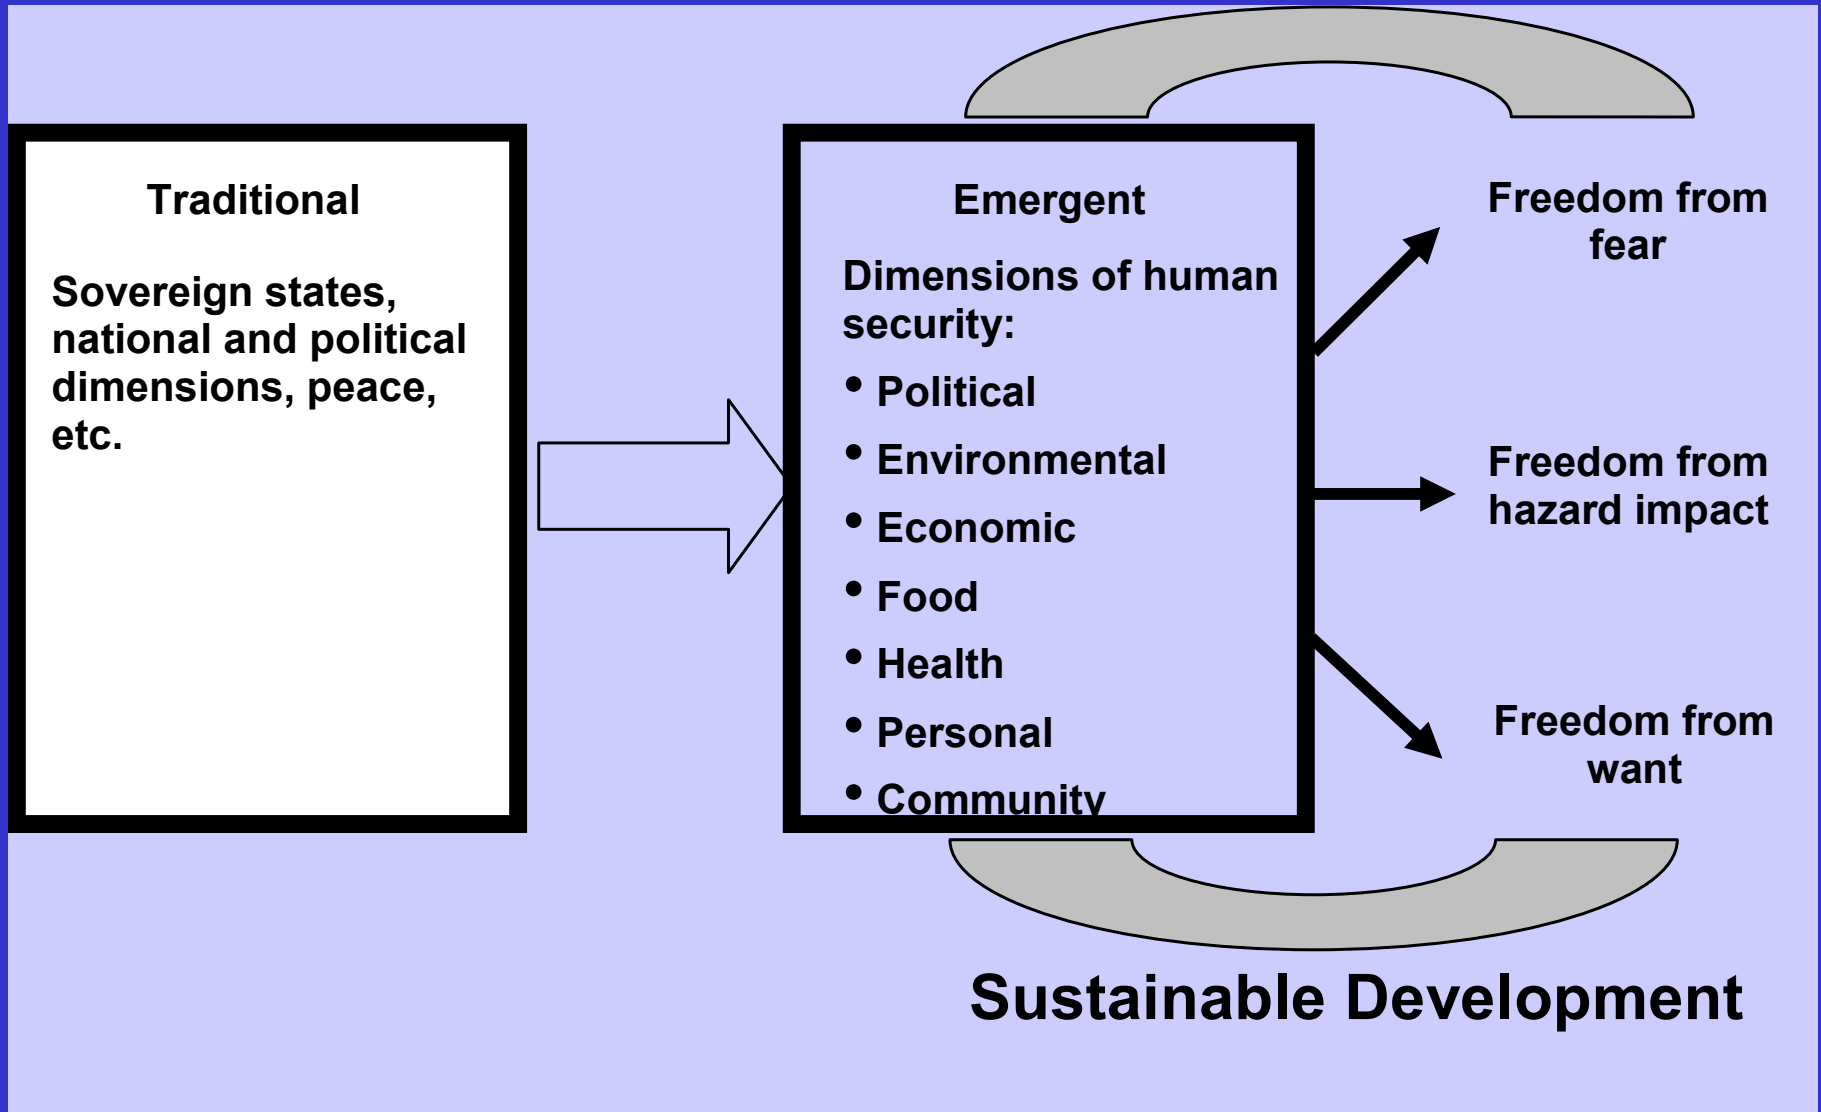 Traditional
Sovereign states,
national and political
dimensions, peace,
etc.
Emergent
Dimensions of human
security:
• Political
• Environmental
• Economic
• Food
• Health
• Personal
• Community
Freedom from
fear
Freedom from
hazard impact
Freedom from
want
Sustainable Development